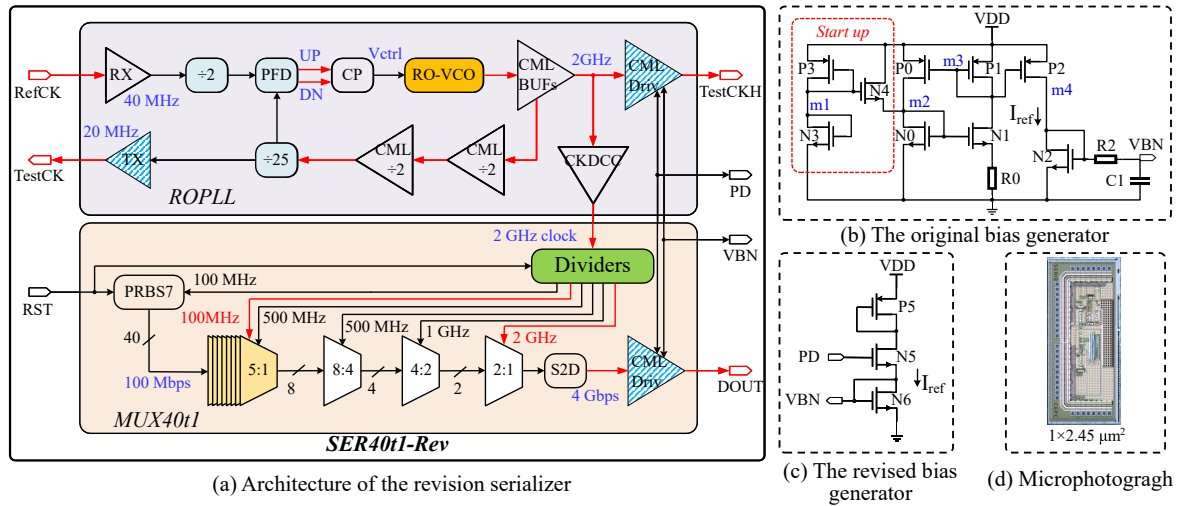 RefCK
RX
40 MHz
÷2
PFD
UP
DN
CP
Vctrl
RO-VCO
CML
BUFs
2GHz
CML
Driv
TestCKH
TestCK
20 MHz
TX
÷25
CML
÷2
CML
÷2
CKDCC
ROPLL
PD
2 GHz clock
VBN
Dividers
RST
PRBS7
100 MHz
100MHz
500 MHz
500 MHz
1 GHz
2 GHz
40
100 Mbps
5:1
8
8:4
4
4:2
2
2:1
S2D
4 Gbps
CML
Driv
DOUT
MUX40t1
SER40t1-Rev
(a) Architecture of the revision serializer
Start up
VDD
P3
P0
P1
P2
N4
m1
m2
m3
m4
Iref
N3
N0
N1
N2
R2
VBN
R0
C1
(b) The original bias generator
VDD
P5
PD
N5
Iref
VBN
N6
(c) The revised bias
generator
1×2.45 μm²
(d) Microphotogragh